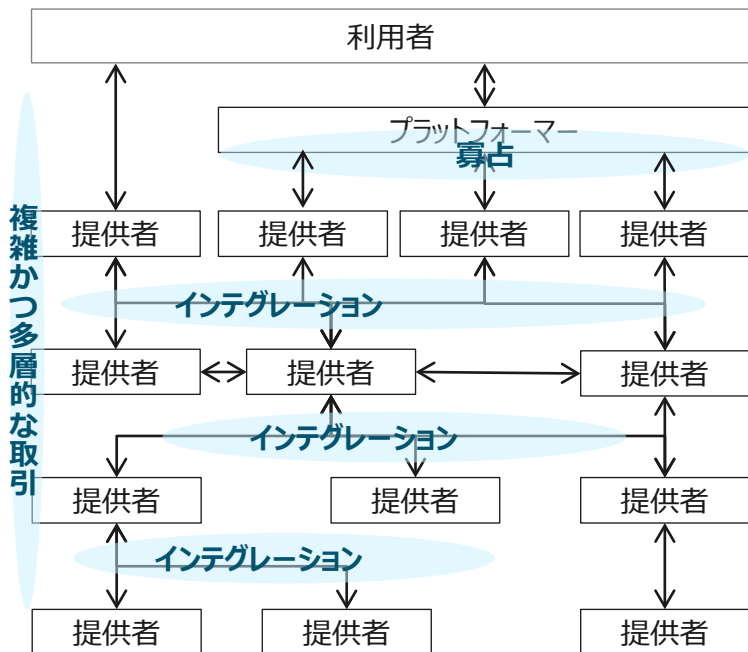 利用者
プラットフォーマー
寡占
提供者
提供者
提供者
提供者
インテグレーション
提供者
提供者
提供者
インテグレーション
提供者
提供者
提供者
インテグレーション
提供者
提供者
提供者
複雑かつ多層的な取引